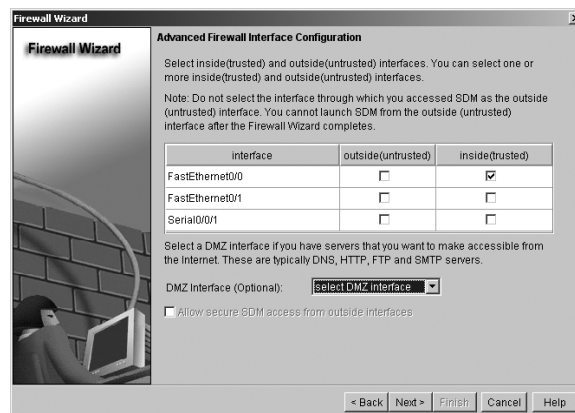 Firewall Wizard
Firewall Wizard
Advanced Firewall Interface Configuration
Select inside(trusted) and outside(untrusted) interfaces. You can select one or
more inside(trusted) and outside(untrusted) interfaces.
Note: Do not select the interface through which you accessed SDM as the outside
(untrusted) interface. You cannot launch SDM from the outside (untrusted)
interface after the Firewall Wizard completes.
interface outside(untrusted) inside(trusted)
FastEthernet0/0
FastEthernet0/1
Serial0/0/1
Select a DMZ interface if you have servers that you want to make accessible from
the Internet. These are typically DNS, HTTP, FTP and SMTP servers.
DMZ Interface (Optional): select DMZ interface
Allow secure SDM access from outside interfaces
< Back Next > Finish Cancel Help